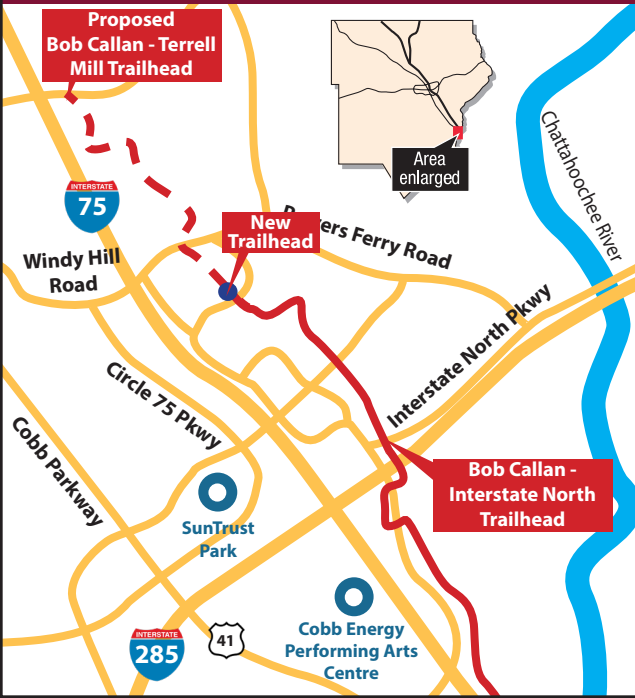 Proposed
Bob Callan - Terrell
Mill Trailhead
Area
enlarged
Chattahoochee River
INTERSTATE
75
New
Trailhead
Ferry Road
Windy Hill
Road
Interstate North Pkwy
Circle 75 Pkwy
Cobb Parkway
Bob Callan -
Interstate North
Trailhead
SunTrust
Park
Cobb Energy
Performing Arts
Centre
INTERSTATE
285
41